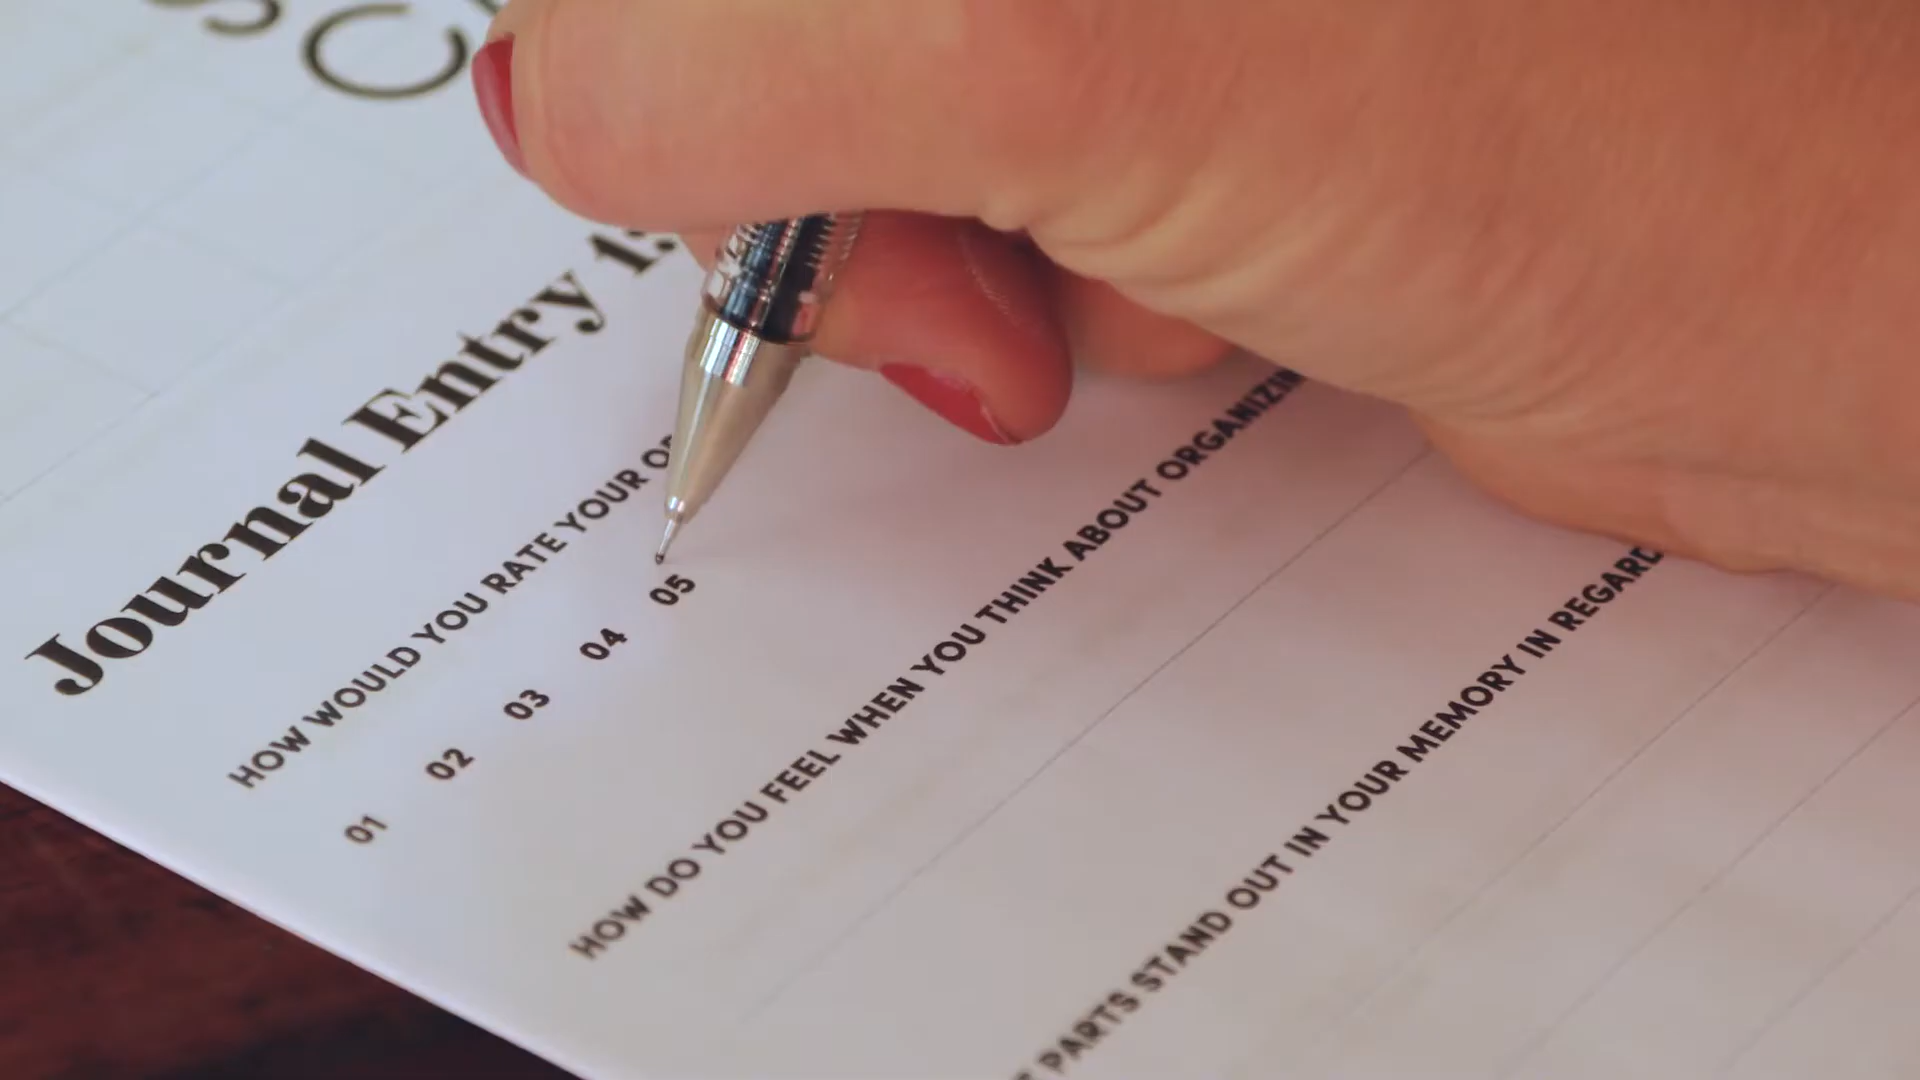 Journal Entry
HOW WOULD YOU RATE YOUR
01 02 03 04 05
HOW DO YOU FEEL WHEN YOU THINK ABOUT
PARTS STAND OUT IN YOUR MEMORY IN